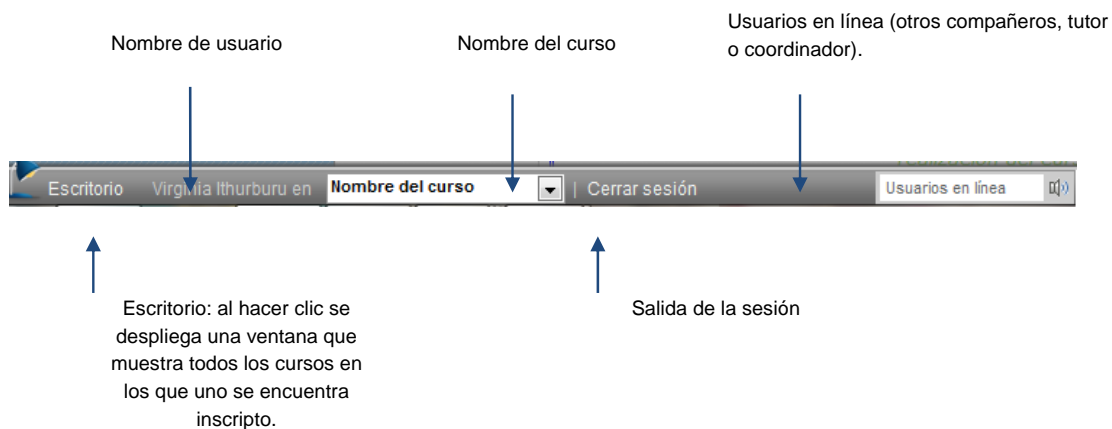 Usuarios en línea (otros compañeros, tutor
o coordinador).
Nombre de usuario
Nombre del curso
Escritorio Virginia Ithurburu en Nombre del curso | Cerrar sesión Usuarios en línea
Escritorio: al hacer clic se
despliega una ventana que
muestra todos los cursos en
los que uno se encuentra
inscripto.
Salida de la sesión